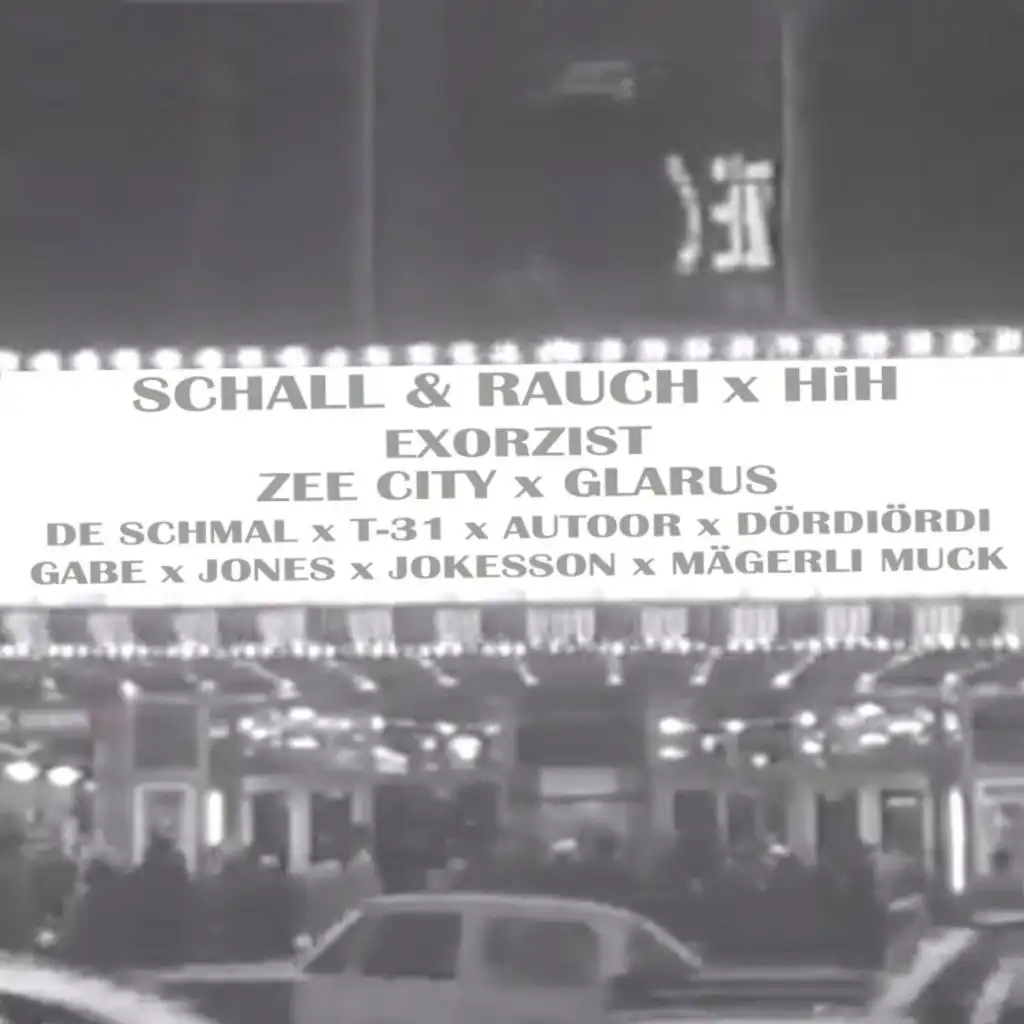 SCHALL & RAUCH x HiH
EXORZIST
ZEE CITY x GLARUS
DE SCHMAL x T-31 x AUTOOR x DÖRDIÖRDI
GABE x JONES x JOKESSON x MÄGERLI MUCK